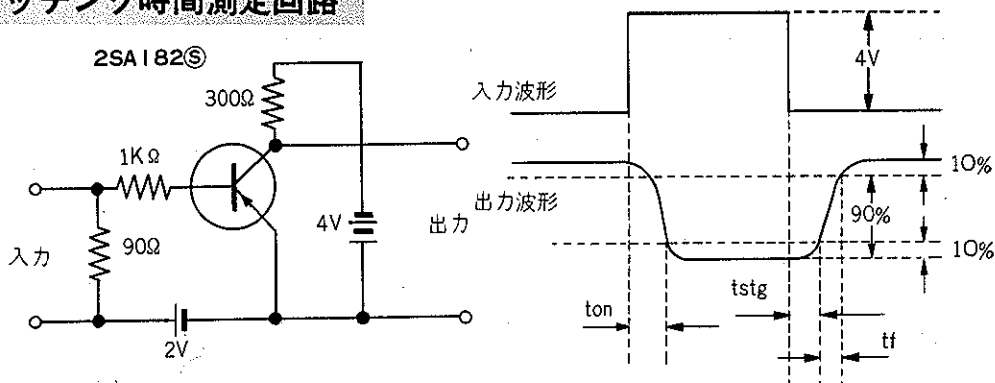 ッチング時間測定回路
2SA182Ⓢ
300Ω
1KΩ
90Ω
入力
2V
4V
出力
入力波形
4V
出力波形
10%
90%
10%
ton
tstg
tf